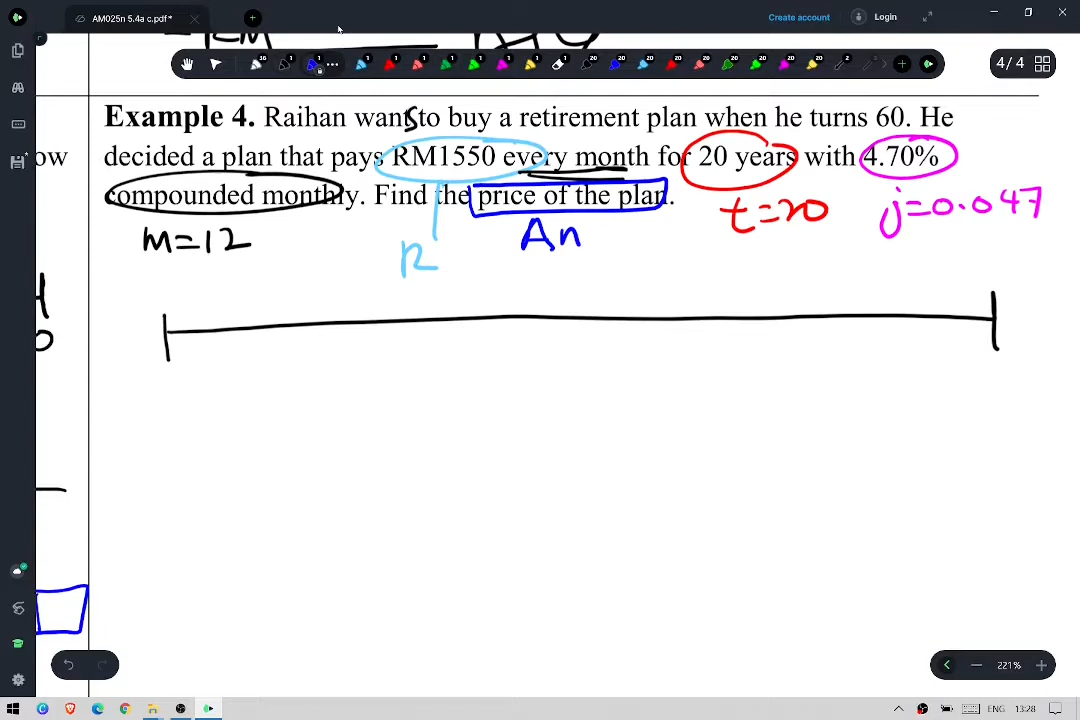 AM025n 5.4a c.pdf*
Create account
Login
4/4
Example 4. Raihan wants to buy a retirement plan when he turns 60. He
ow
decided a plan that pays RM1550 every month for 20 years with 4.70%
compounded monthly. Find the price of the plan.
t=20
j=0.047
m=12
An
R
221%
ENG
13:28